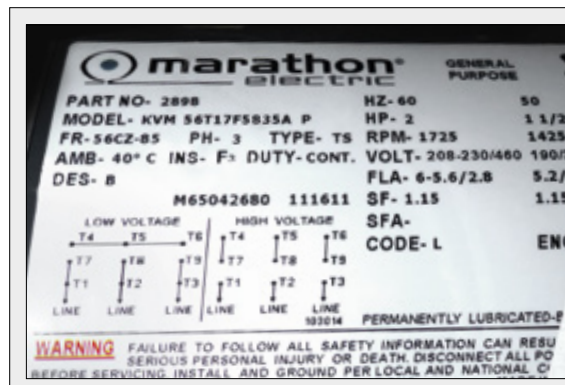 marathon® GENERAL
electric PURPOSE
PART NO- 2898 HZ-60 50
MODEL- KVM 56T17F5835A P HP- 2 1 1/2
FR-56CZ-85 PH- 3 TYPE- TS RPM-1725 1425
AMB- 40° C INS- F3 DUTY-CONT. VOLT-208-230/460 190/
DES- B FLA- 6-5.6/2.8 5.2/
M65042680 111611 SF- 1.15 1.15
LOW VOLTAGE HIGH VOLTAGE SFA-
T4 T5 T6 T4 T5 T6 CODE-L
T7 T8 T9 T7 T8 T9
T1 T2 T3 T1 T2 T3
LINE LINE LINE LINE LINE LINE
103014 PERMANENTLY LUBRICATED-
WARNING FAILURE TO FOLLOW ALL SAFETY INFORMATION CAN RESU
SERIOUS PERSONAL INJURY OR DEATH. DISCONNECT ALL PO
BEFORE SERVICING INSTALL AND GROUND PER LOCAL AND NATIONAL